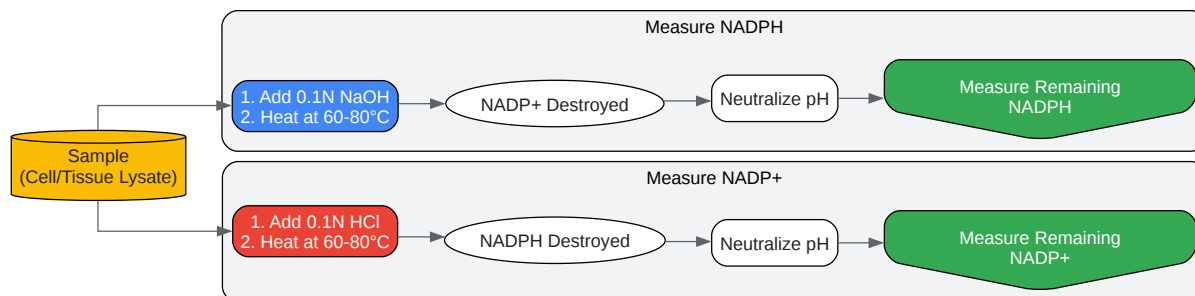 Measure NADPH
1. Add 0.1N NaOH
2. Heat at 60-80°C
NADP+ Destroyed
Neutralize pH
Measure Remaining
NADPH
Sample
(Cell/Tissue Lysate)
Measure NADP+
1. Add 0.1N HCl
2. Heat at 60-80°C
NADPH Destroyed
Neutralize pH
Measure Remaining
NADP+